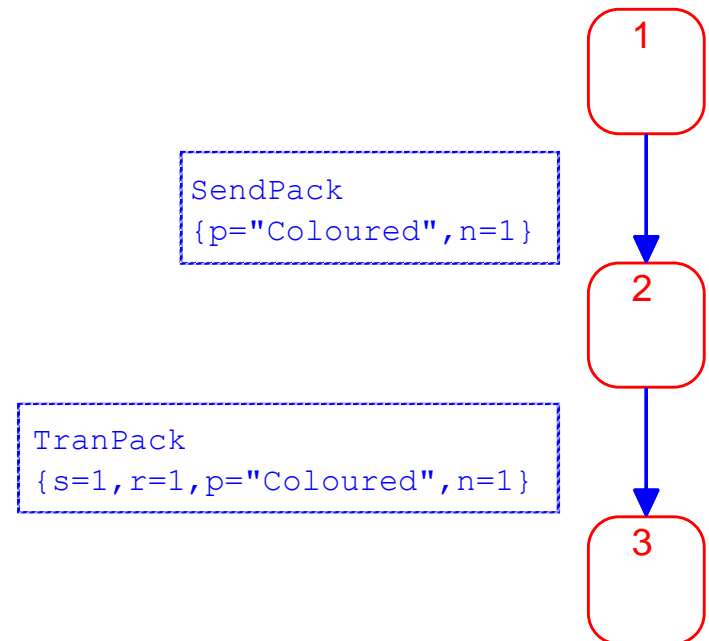 1
SendPack
{p="Coloured",n=1}
2
TranPack
{s=1,r=1,p="Coloured",n=1}
3